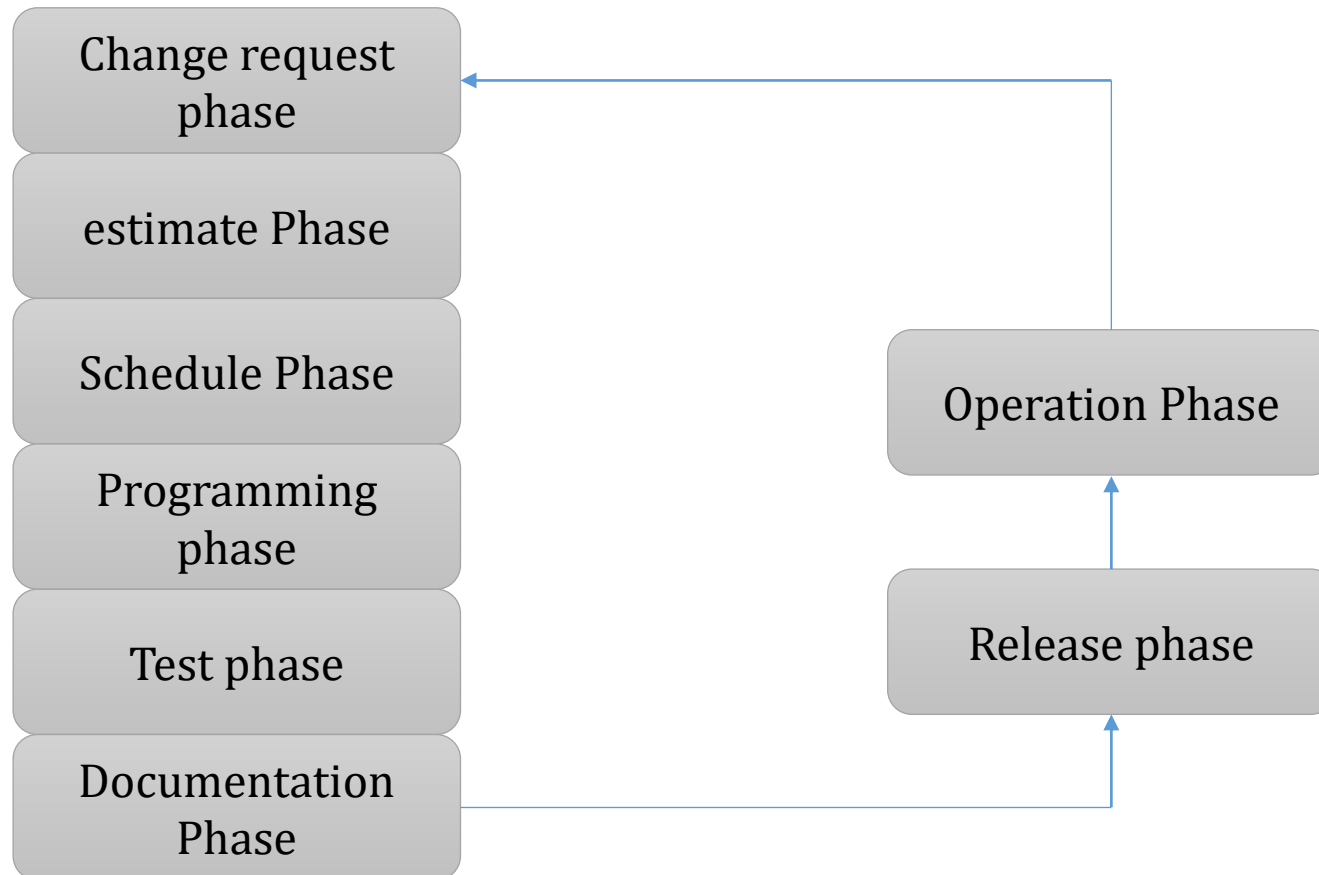 Change request
phase
estimate Phase
Schedule Phase
Programming
phase
Test phase
Documentation
Phase
Operation Phase
Release phase